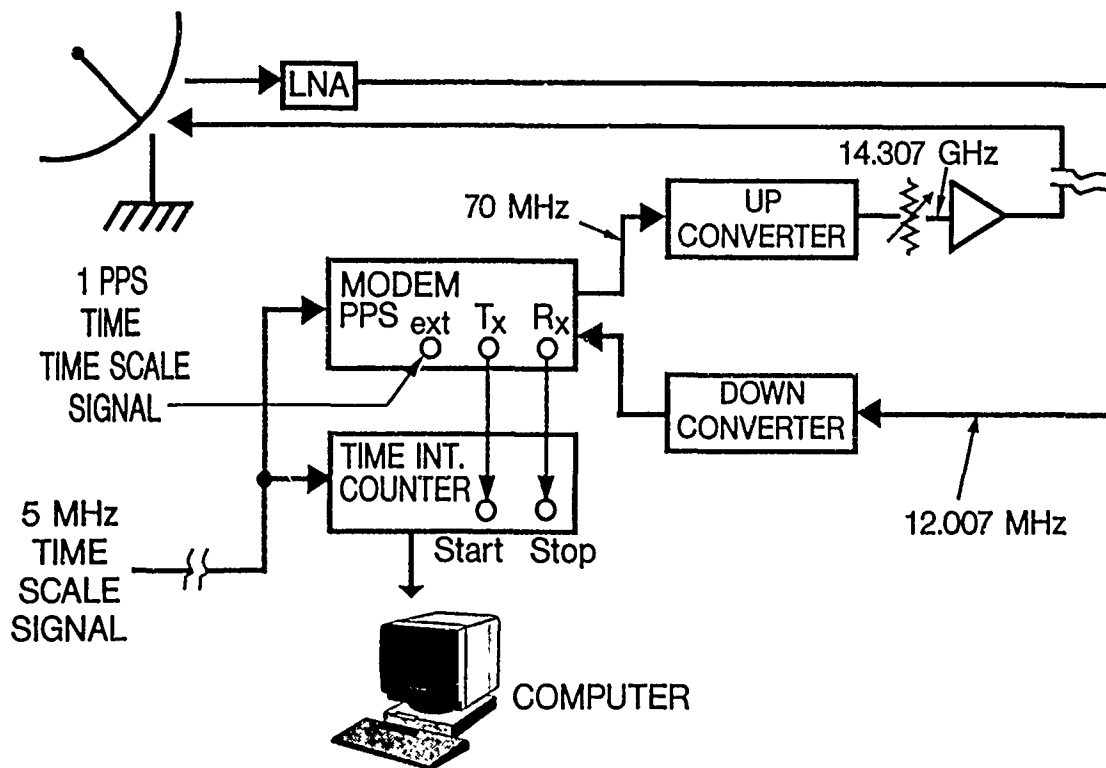 LNA
14.307 GHz
70 MHz
UP
CONVERTER
1 PPS
TIME
TIME SCALE
SIGNAL
MODEM
PPS
ext
Tx
Rx
DOWN
CONVERTER
TIME INT.
COUNTER
Start
Stop
12.007 MHz
5 MHz
TIME
SCALE
SIGNAL
COMPUTER